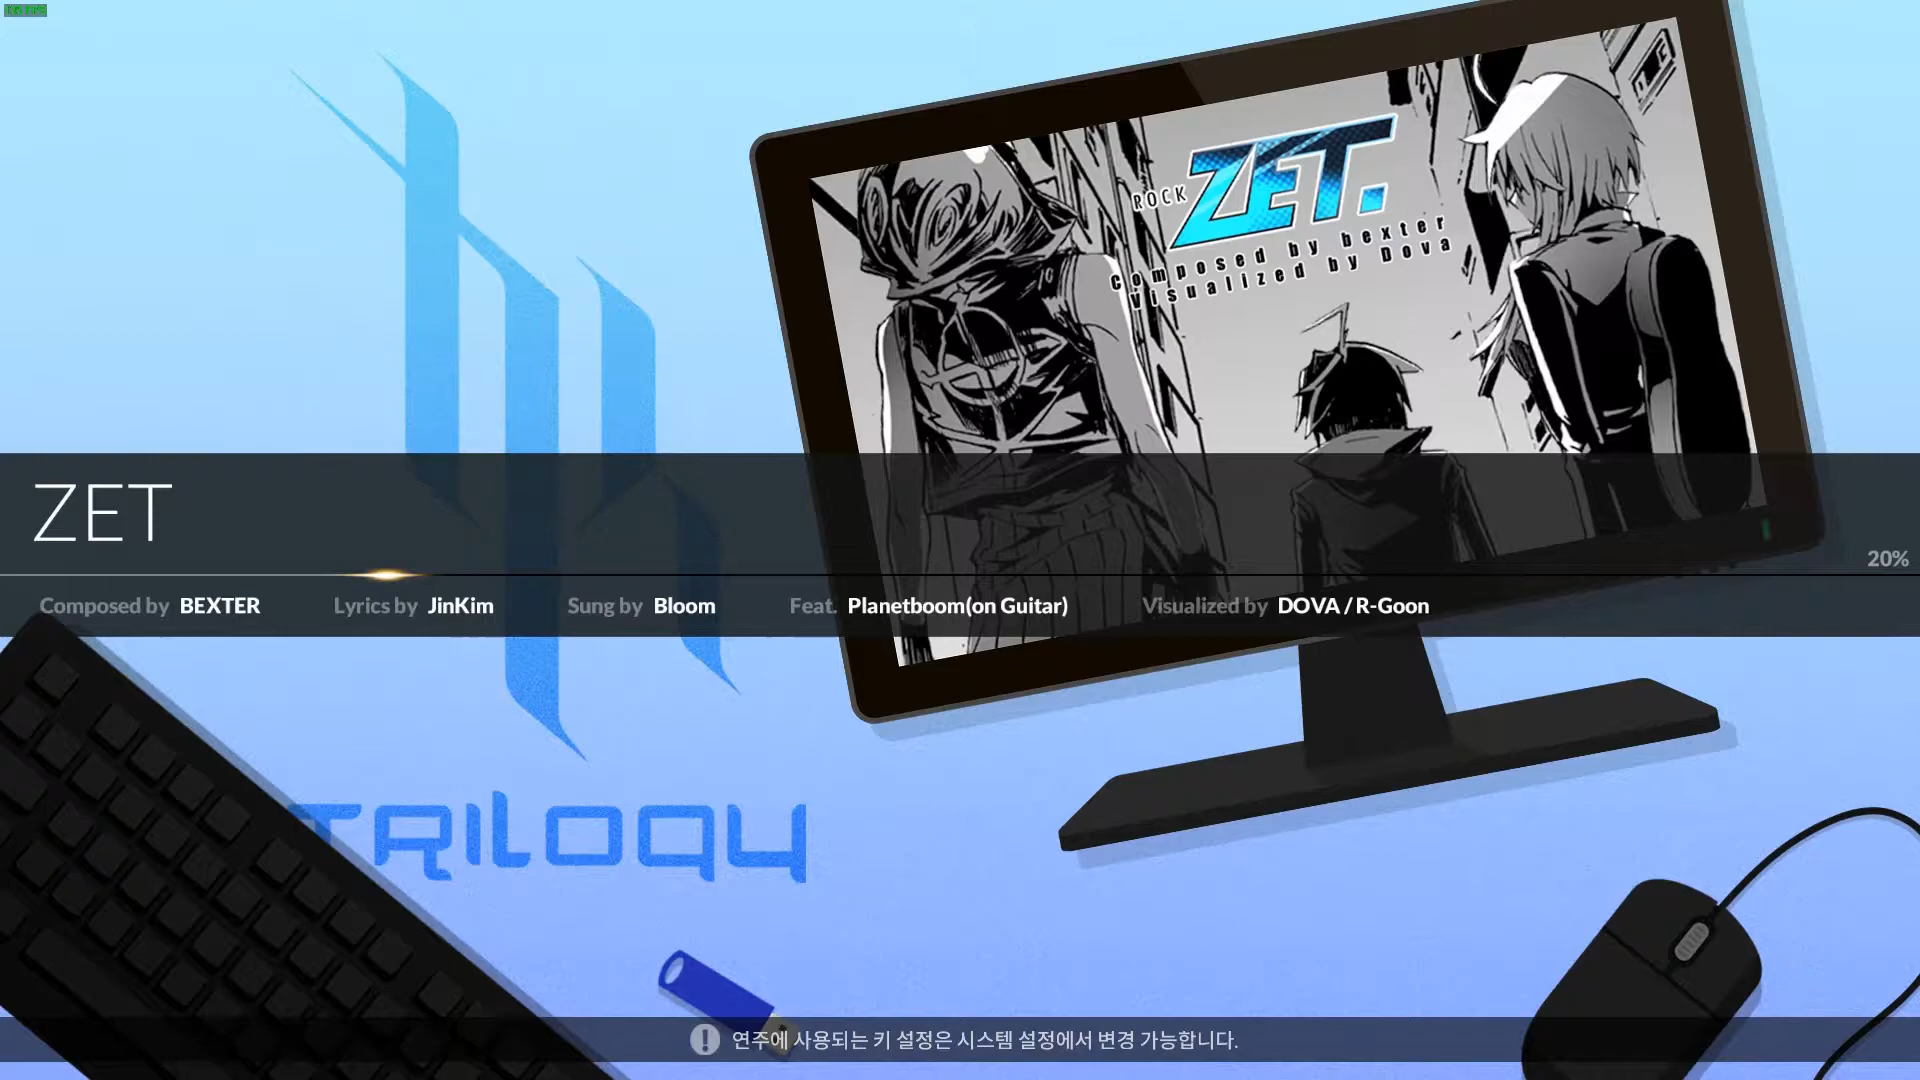 ROCK ZET.
Composed by bexter
Visualized by Dova
ZET
20%
Composed by BEXTER Lyrics by JinKim Sung by Bloom Feat. Planetboom(on Guitar) Visualized by DOVA / R-Goon
TRILOGY
연주에 사용되는 키 설정은 시스템 설정에서 변경 가능합니다.